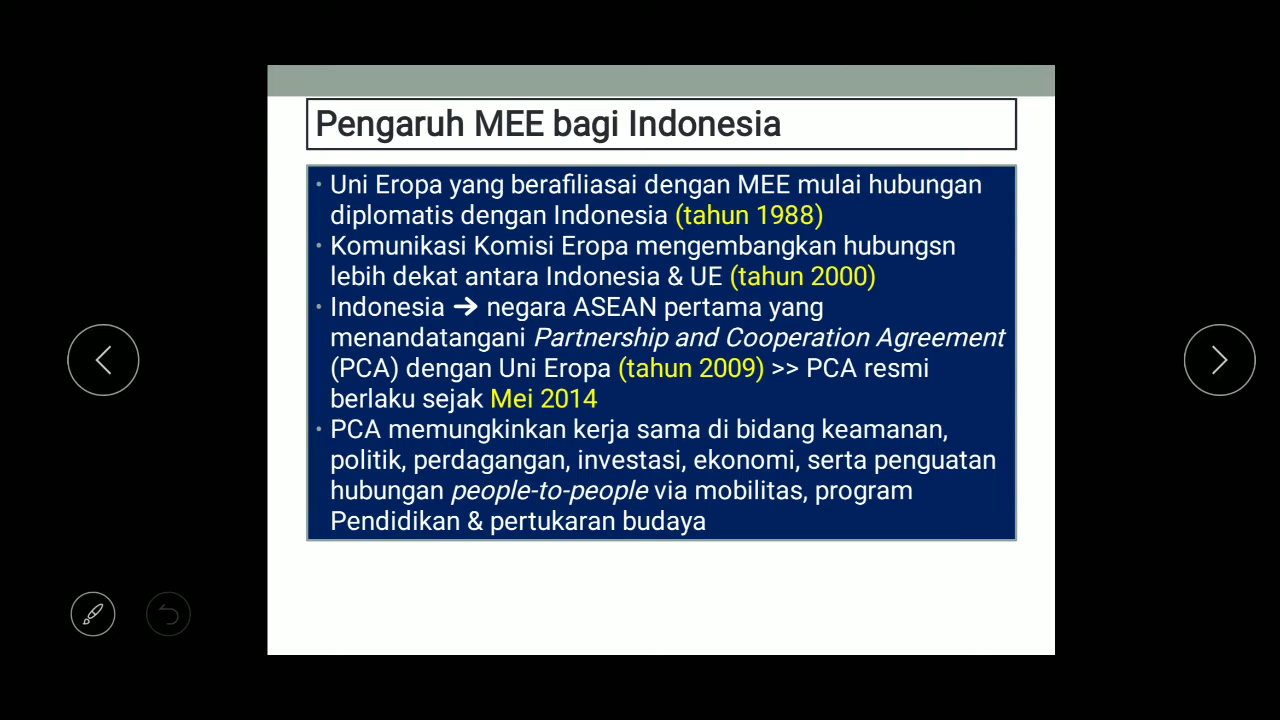 Pengaruh MEE bagi Indonesia
• Uni Eropa yang berafiliasai dengan MEE mulai hubungan
diplomatis dengan Indonesia (tahun 1988)
• Komunikasi Komisi Eropa mengembangkan hubungsn
lebih dekat antara Indonesia & UE (tahun 2000)
• Indonesia → negara ASEAN pertama yang
menandatangani Partnership and Cooperation Agreement
(PCA) dengan Uni Eropa (tahun 2009) >> PCA resmi
berlaku sejak Mei 2014
• PCA memungkinkan kerja sama di bidang keamanan,
politik, perdagangan, investasi, ekonomi, serta penguatan
hubungan people-to-people via mobilitas, program
Pendidikan & pertukaran budaya